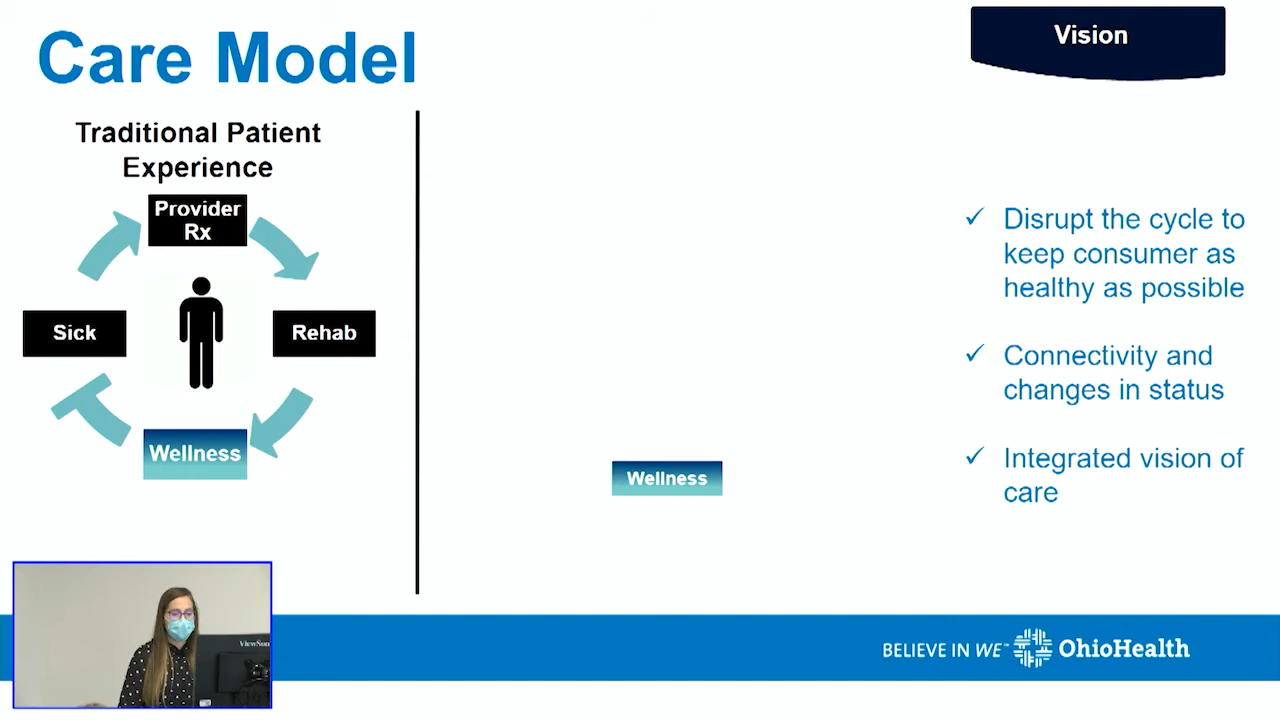 Care Model
Vision
Traditional Patient
Experience
Provider
Rx
Sick
Rehab
Wellness
Wellness
✓ Disrupt the cycle to
keep consumer as
healthy as possible
✓ Connectivity and
changes in status
✓ Integrated vision of
care
BELIEVE IN WE™ OhioHealth